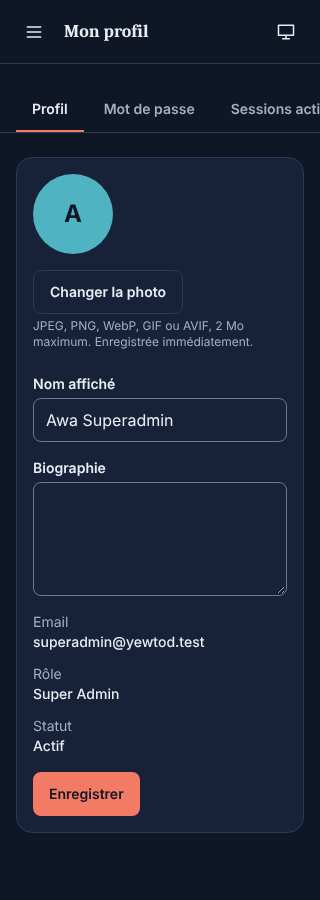 Mon profil
Profil
Mot de passe
Sessions acti
A
Changer la photo
JPEG, PNG, WebP, GIF ou AVIF, 2 Mo
maximum. Enregistrée immédiatement.
Nom affiché
Awa Superadmin
Biographie
Email
superadmin@yewtod.test
Rôle
Super Admin
Statut
Actif
Enregistrer